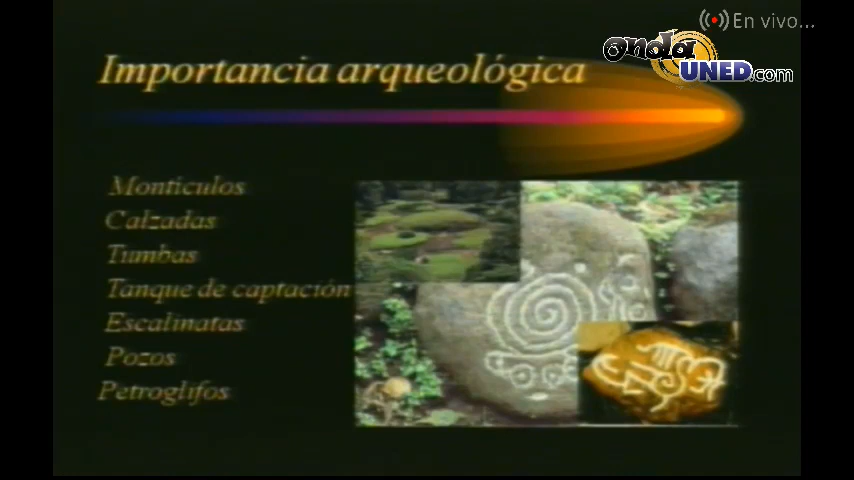 En vivo...
onda
UNED.com
Importancia arqueológica
Montículos
Calzadas
Tumbas
Tanque de captación
Escalinatas
Pozos
Petroglifos